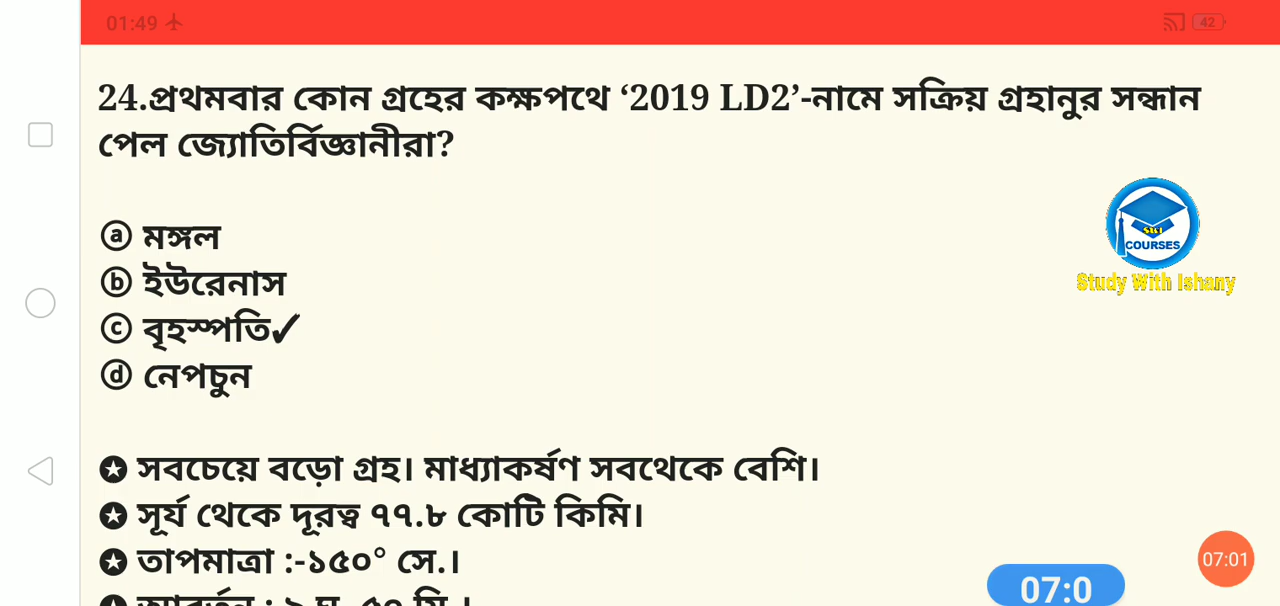 01:49
42
24.প্রথমবার কোন গ্রহের কক্ষপথে ‘2019 LD2’-নামে সক্রিয় গ্রহানুর সন্ধান
পেল জ্যোতির্বিজ্ঞানীরা?
ⓐ মঙ্গল
ⓑ ইউরেনাস
ⓒ বৃহস্পতি✓
ⓓ নেপচুন
SWI
COURSES
Study With Ishany
✪ সবচেয়ে বড়ো গ্রহ। মাধ্যাকর্ষণ সবথেকে বেশি।
✪ সূর্য থেকে দূরত্ব ৭৭.৮ কোটি কিমি।
✪ তাপমাত্রা :-১৫০° সে.।
07:01
07:0